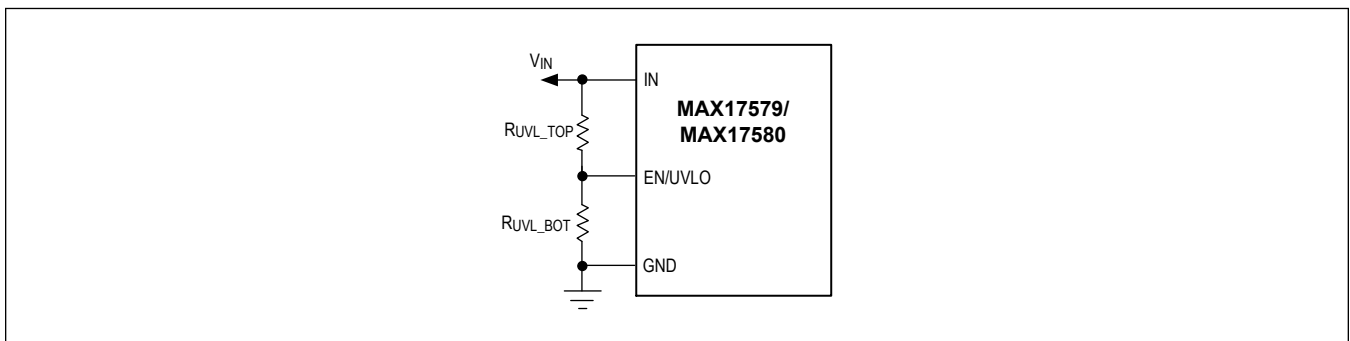 VIN
IN
MAX17579/
MAX17580
RUVL_TOP
EN/UVLO
RUVL_BOT
GND